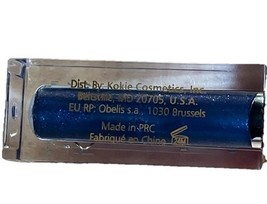 Dist. By: Kokie Cosmetics, Inc.
Beltsville, MD 20705, U.S.A.
EU RP: Obelis s.a., 1030 Brussels
Made in PRC
Fabriqué en Chine